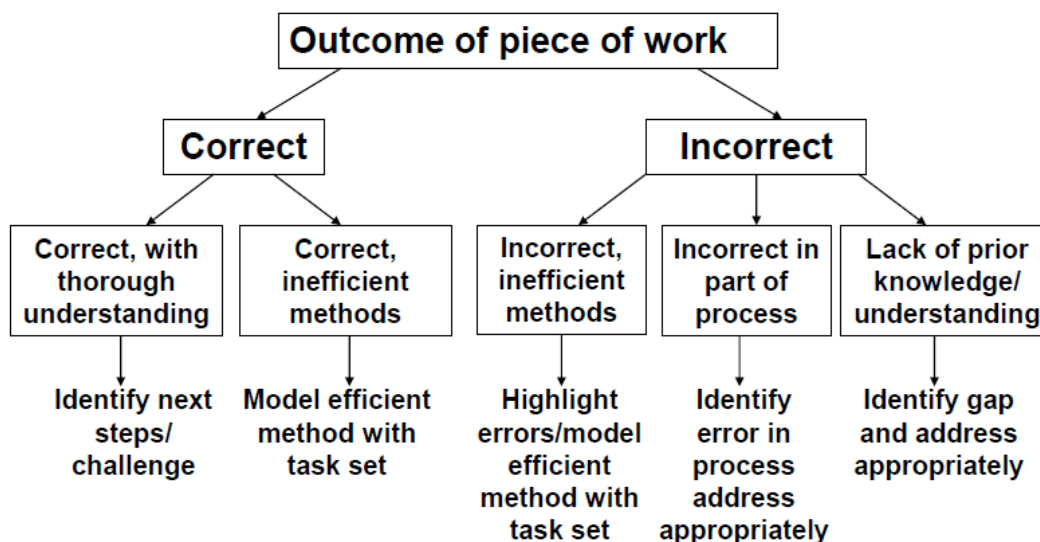 Outcome of piece of work
Correct
Incorrect
Correct, with
thorough
understanding
Correct,
inefficient
methods
Incorrect,
inefficient
methods
Incorrect in
part of
process
Lack of prior
knowledge/
understanding
Identify next
steps/
challenge
Model efficient
method with
task set
Highlight
errors/model
efficient
method with
task set
Identify
error in
process
address
appropriately
Identify gap
and address
appropriately